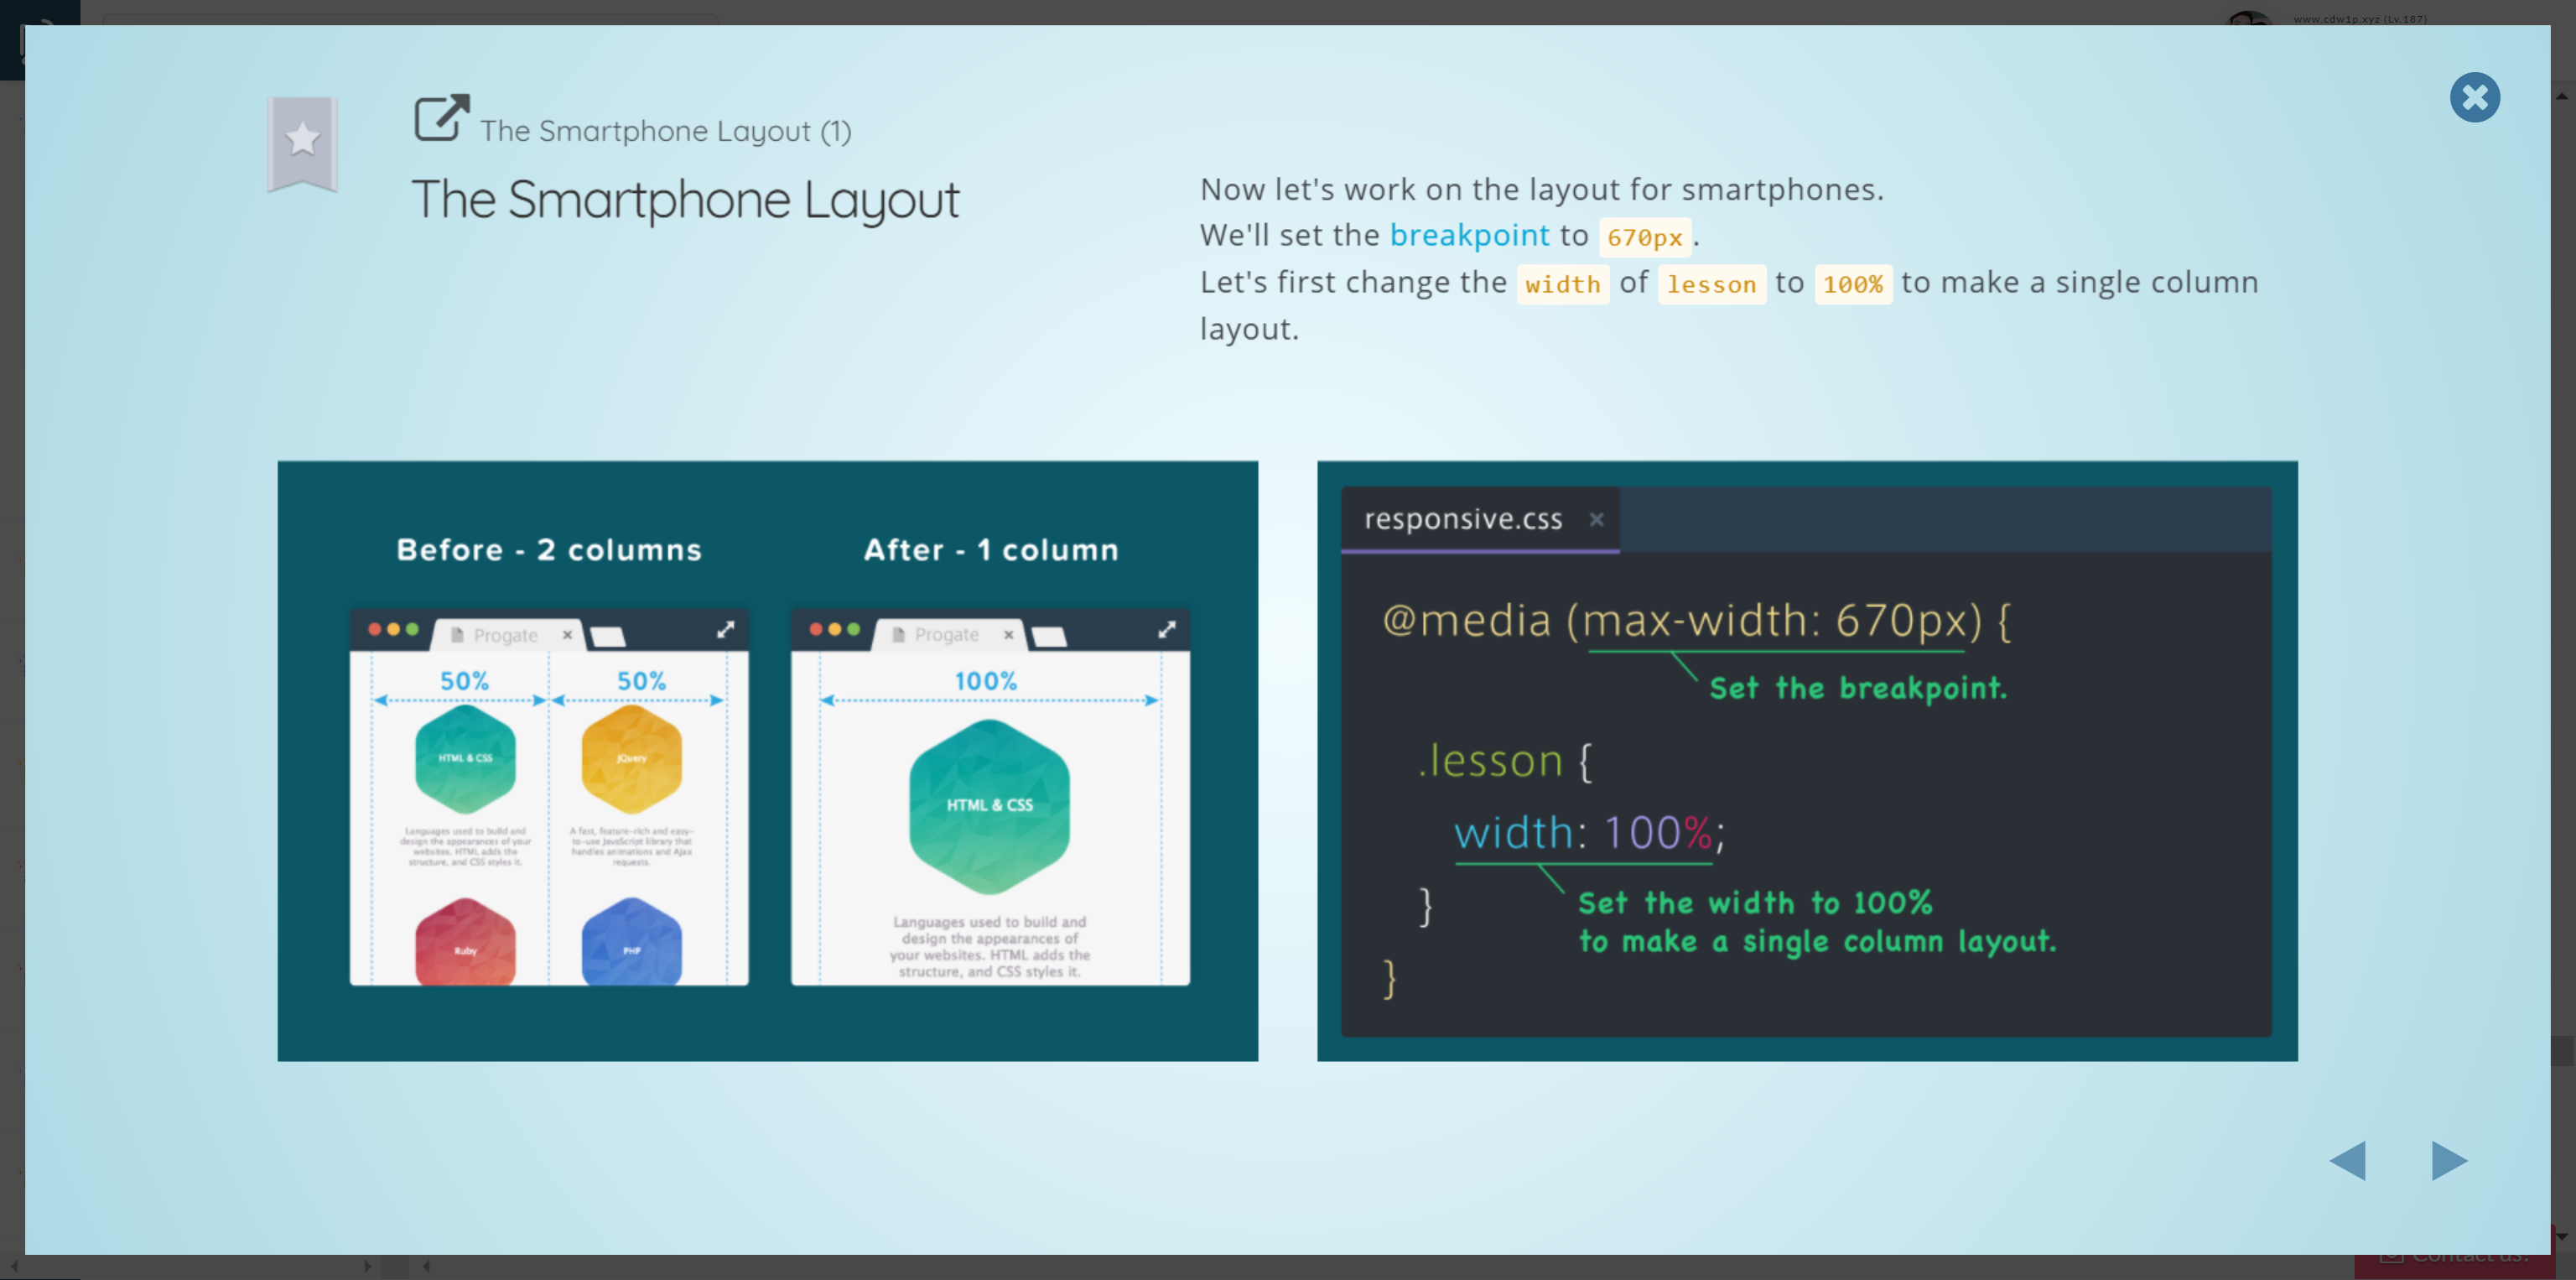 www.cdw1p.xyz (Lv.187)
The Smartphone Layout (1)
The Smartphone Layout
Now let's work on the layout for smartphones.
We'll set the breakpoint to 670px.
Let's first change the width of lesson to 100% to make a single column
layout.
Before - 2 columns
After - 1 column
Progate
50% 50%
HTML & CSS
jQuery
Languages used to build and
design the appearances of your
websites. HTML adds the
structure, and CSS styles it.
A fast, feature-rich and easy-
to-use JavaScript library that
handles animations and Ajax
requests.
Ruby
PHP
Progate
100%
HTML & CSS
Languages used to build and
design the appearances of
your websites. HTML adds the
structure, and CSS styles it.
responsive.css ×
@media (max-width: 670px) {
Set the breakpoint.
.lesson {
width: 100%;
Set the width to 100%
to make a single column layout.
}
}
Contact us!